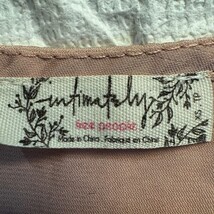 intimately
free people
Made in China . Fabriqué en Chine